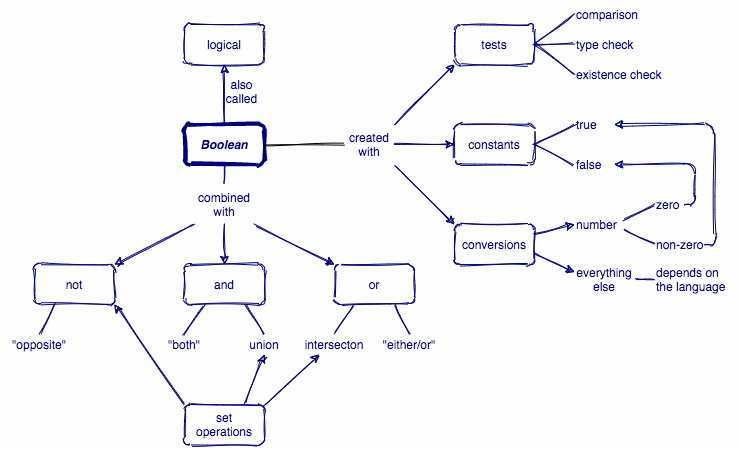 comparison
logical
tests
type check
existence check
also
called
true
Boolean
created
with
constants
false
combined
with
zero
number
conversions
non-zero
not
and
or
everything
else
depends on
the language
"opposite"
"both"
union
intersecton
"either/or"
set
operations